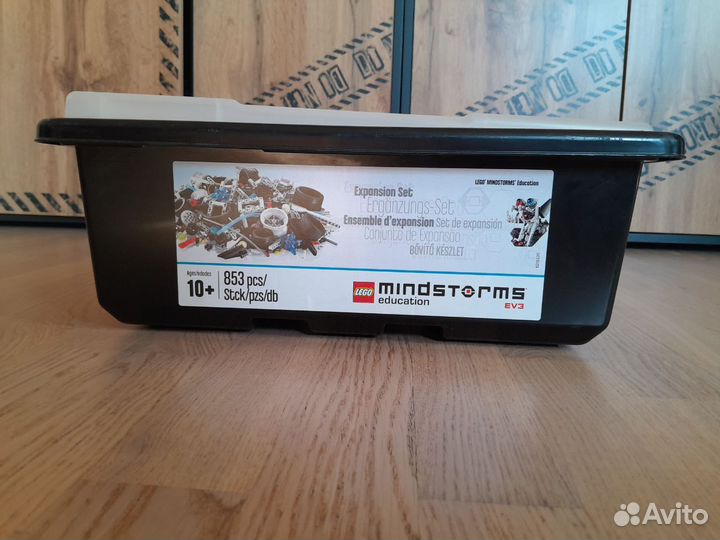 Expansion Set
Ergänzungs-Set
Ensemble d'expansion Set de expansión
Conjunto de Expansão
BŐVÍTŐ KÉSZLET
LEGO® MINDSTORMS® Education
Ages/edades
10+
853 pcs/
Stck/pzs/db
LEGO mindstorms
education
EV3
Avito